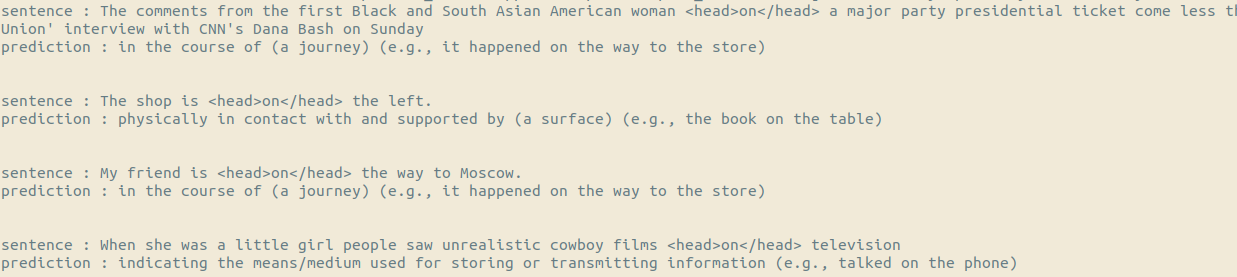 sentence : The comments from the first Black and South Asian American woman <head>on</head> a major party presidential ticket come less
Union' interview with CNN's Dana Bash on Sunday
prediction : in the course of (a journey) (e.g., it happened on the way to the store)
sentence : The shop is <head>on</head> the left.
prediction : physically in contact with and supported by (a surface) (e.g., the book on the table)
sentence : My friend is <head>on</head> the way to Moscow.
prediction : in the course of (a journey) (e.g., it happened on the way to the store)
sentence : When she was a little girl people saw unrealistic cowboy films <head>on</head> television
prediction : indicating the means/medium used for storing or transmitting information (e.g., talked on the phone)